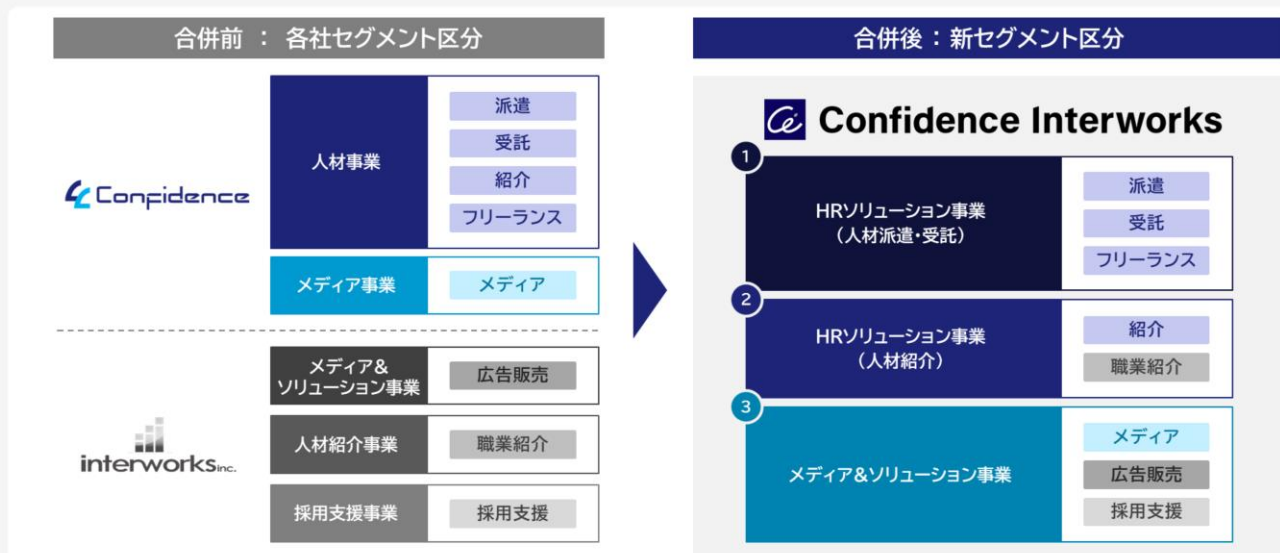 合併前 ： 各社セグメント区分
Confidence
人材事業
派遣
受託
紹介
フリーランス
メディア事業
メディア
interworks inc.
メディア&
ソリューション事業
広告販売
人材紹介事業
職業紹介
採用支援事業
採用支援
合併後：新セグメント区分
Ci Confidence Interworks
1
HRソリューション事業
（人材派遣・受託）
派遣
受託
フリーランス
2
HRソリューション事業
（人材紹介）
紹介
職業紹介
3
メディア&ソリューション事業
メディア
広告販売
採用支援